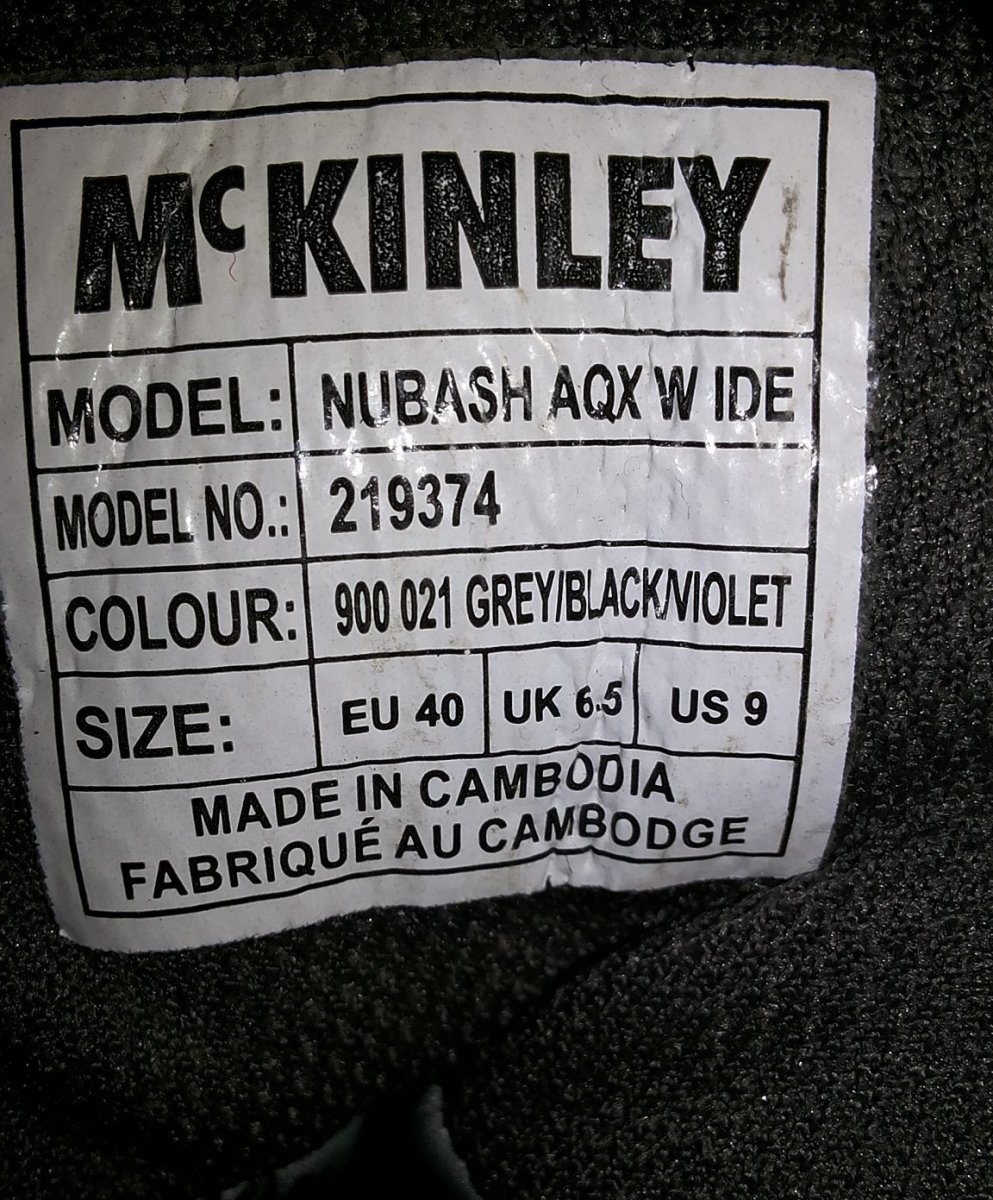 McKINLEY
MODEL: NUBASH AQX W IDE
MODEL NO.: 219374
COLOUR: 900 021 GREY/BLACK/VIOLET
SIZE: EU 40 UK 6.5 US 9
MADE IN CAMBODIA
FABRIQUÉ AU CAMBODGE